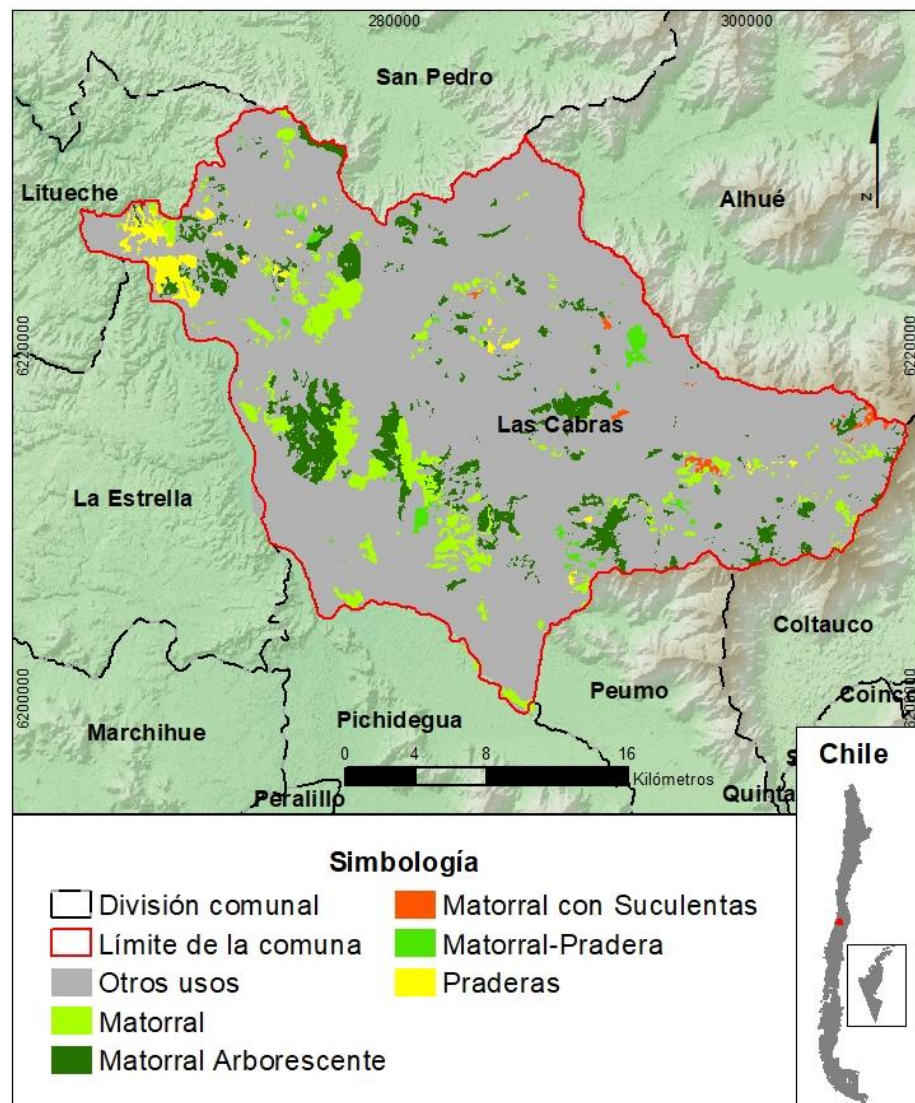 280000
300000
San Pedro
Litueche
Alhué
N
6220000
6220000
Las Cabras
La Estrella
Coltauco
Peumo
6200000
6200000
Marchihue
Pichidegua
0 4 8 16
Kilómetros
Peralillo
Chile
Simbología
División comunal
Límite de la comuna
Otros usos
Matorral
Matorral Arborescente
Matorral con Suculentas
Matorral-Pradera
Praderas